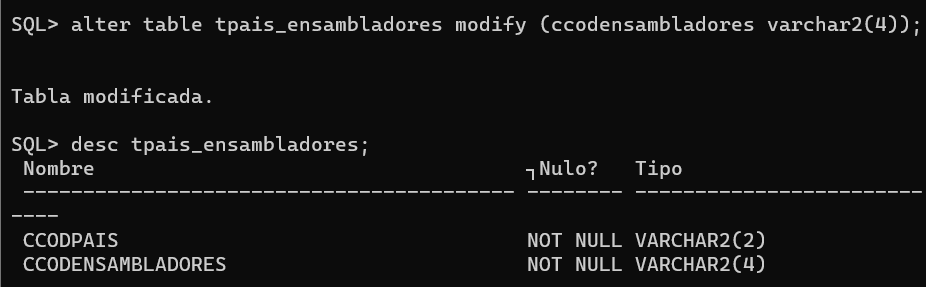 SQL> alter table tpais_ensambladores modify (ccodensambladores varchar2(4));
Tabla modificada.
SQL> desc tpais_ensambladores;
Nombre ┐Nulo? Tipo
----------------------------------------- -------- ------------------------
----
CCODPAIS NOT NULL VARCHAR2(2)
CCODENSAMBLADORES NOT NULL VARCHAR2(4)